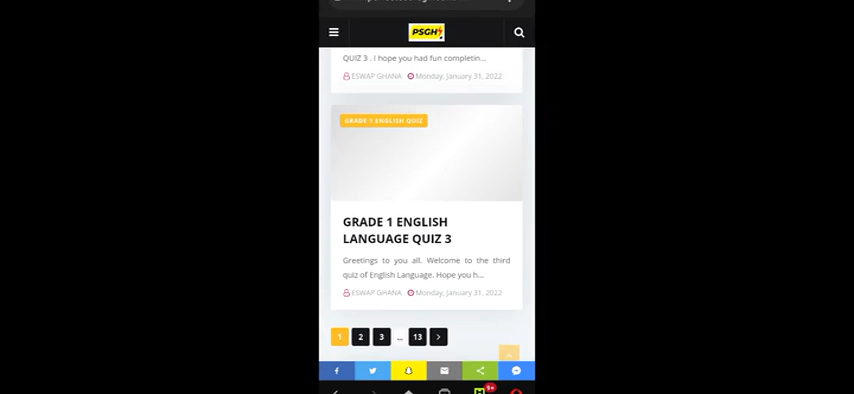 PSGH
QUIZ 3 . I hope you had fun completin...
ESWAP GHANA Monday, January 31, 2022
GRADE 1 ENGLISH QUIZ
GRADE 1 ENGLISH
LANGUAGE QUIZ 3
Greetings to you all. Welcome to the third
quiz of English Language. Hope you h...
ESWAP GHANA Monday, January 31, 2022
1 2 3 ... 13 >
9+